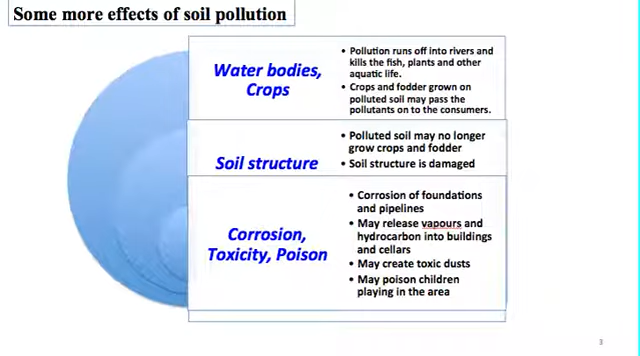 Some more effects of soil pollution
Water bodies,
Crops
• Pollution runs off into rivers and
kills the fish, plants and other
aquatic life.
• Crops and fodder grown on
polluted soil may pass the
pollutants on to the consumers.
Soil structure
• Polluted soil may no longer
grow crops and fodder
• Soil structure is damaged
Corrosion,
Toxicity, Poison
• Corrosion of foundations
and pipelines
• May release vapours and
hydrocarbon into buildings
and cellars
• May create toxic dusts
• May poison children
playing in the area
3